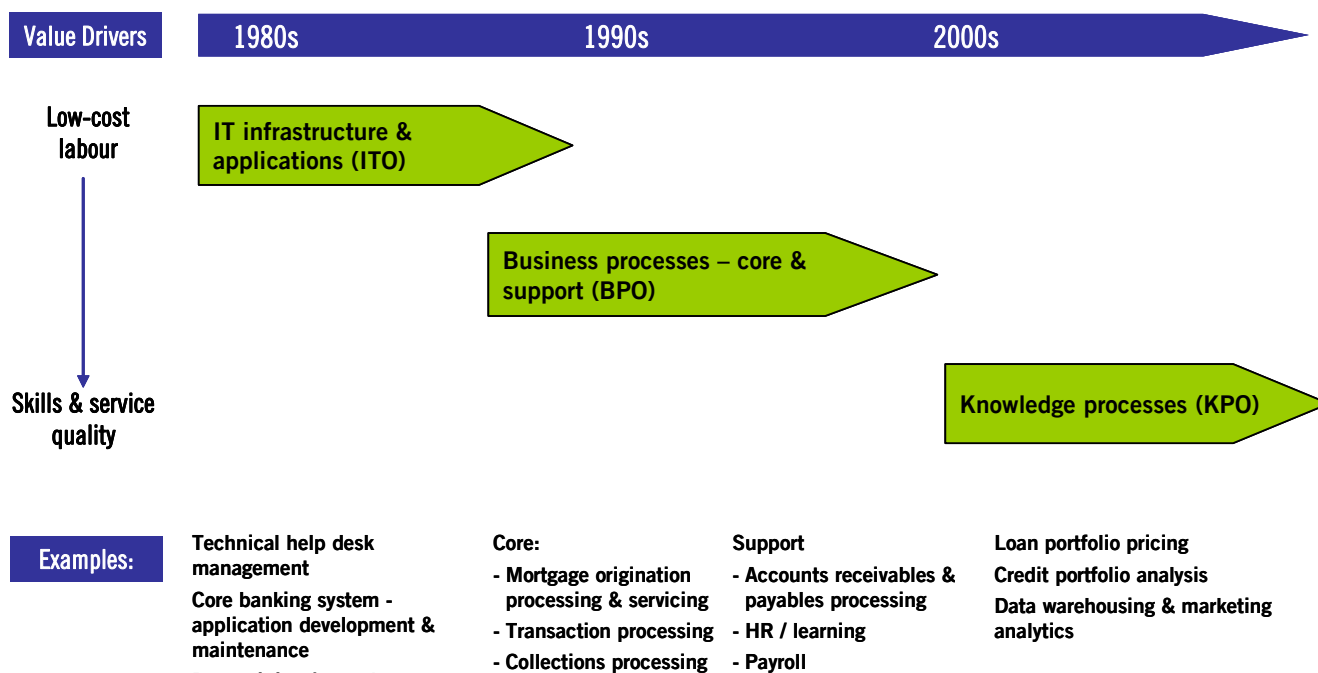 Value Drivers
1980s
1990s
2000s
Low-cost
labour
IT infrastructure &
applications (ITO)
Business processes – core &
support (BPO)
Skills & service
quality
Knowledge processes (KPO)
Examples:
Technical help desk
management
Core banking system -
application development &
maintenance
Core:
- Mortgage origination
processing & servicing
- Transaction processing
- Collections processing
Support
- Accounts receivables &
payables processing
- HR / learning
- Payroll
Loan portfolio pricing
Credit portfolio analysis
Data warehousing & marketing
analytics